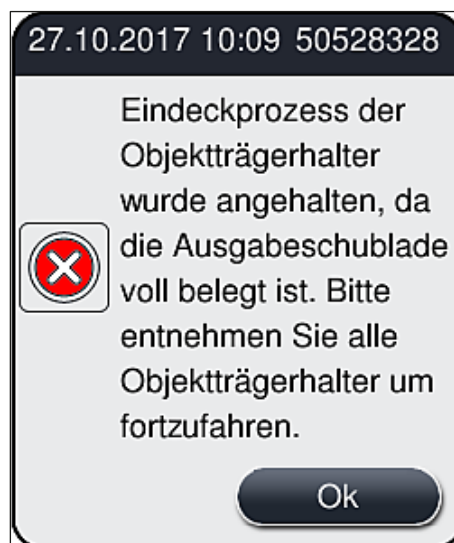 27.10.2017 10:09 50528328
Eindeckprozess der
Objektträgerhalter
wurde angehalten, da
die Ausgabeschublade
voll belegt ist. Bitte
entnehmen Sie alle
Objektträgerhalter um
fortzufahren.
Ok